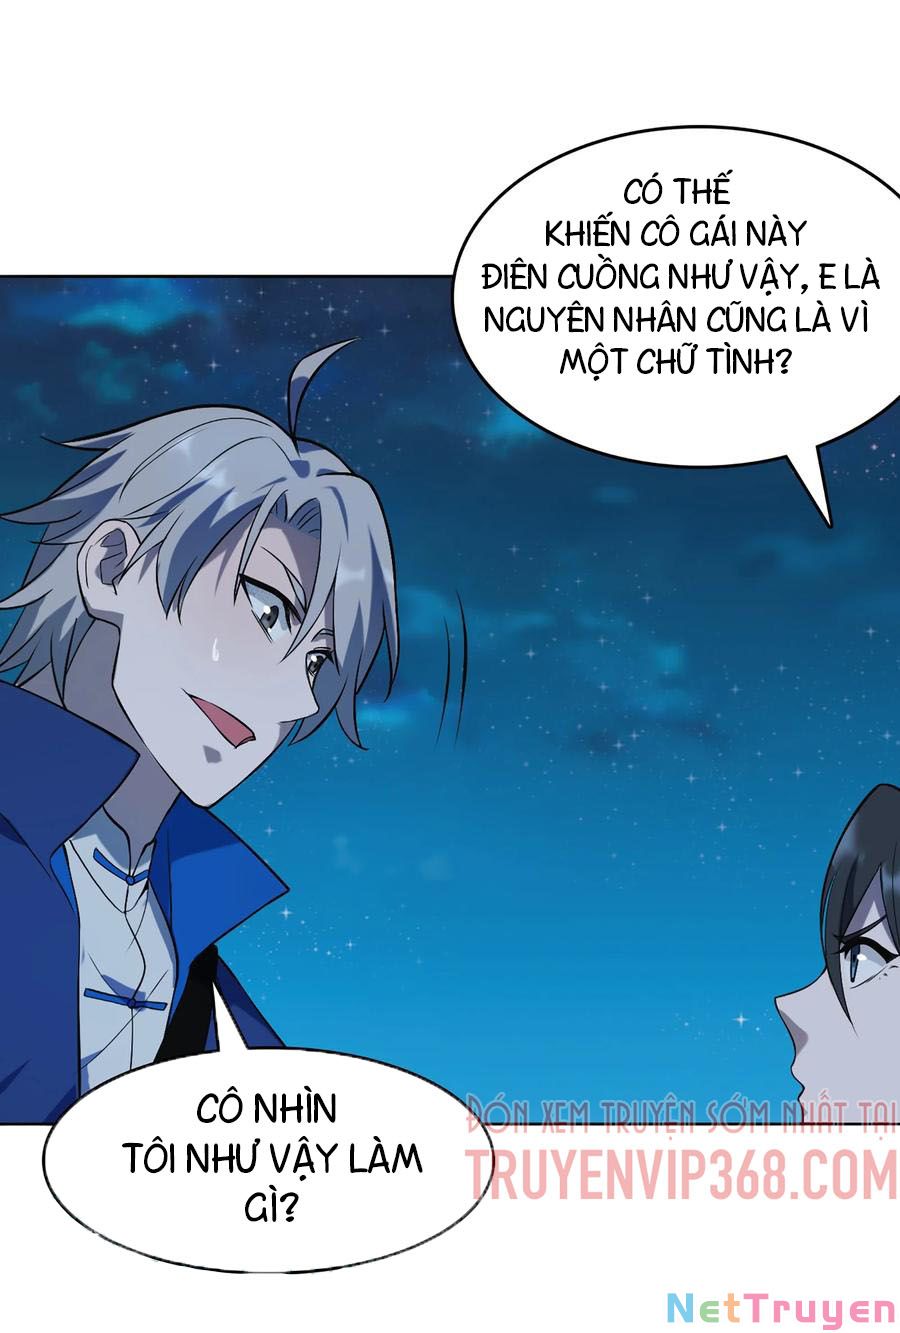 CÓ THẾ
KHIẾN CÔ GÁI NÀY
ĐIÊN CUỒNG NHƯ VẬY, E LÀ
NGUYÊN NHÂN CŨNG LÀ VÌ
MỘT CHỮ TÌNH?
CÔ NHÌN
TÔI NHƯ VẬY LÀM
GÌ?
ĐÓN XEM TRUYỆN SỚM NHẤT TẠI
TRUYENVIP368.COM
NetTruyen